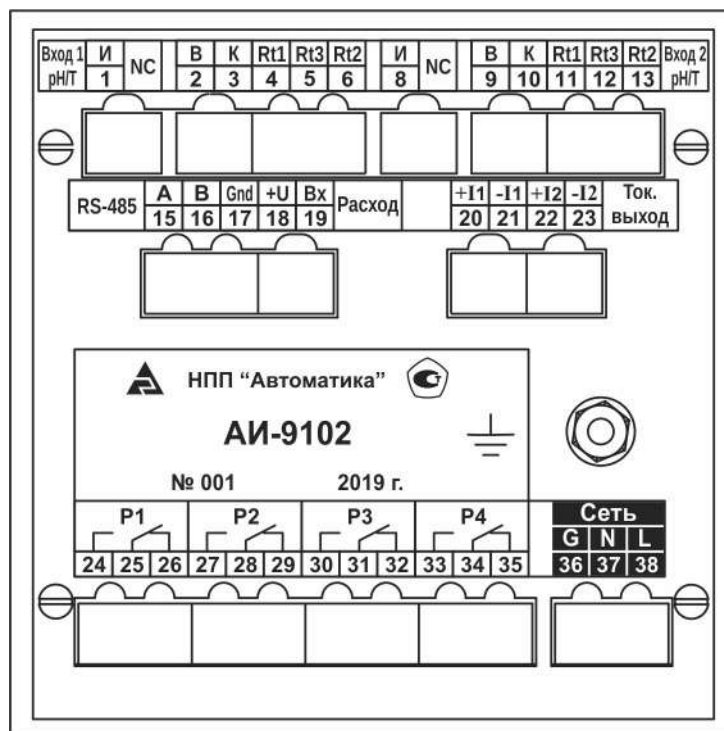 Вход 1 И NC В К Rt1 Rt3 Rt2 И NC В К Rt1 Rt3 Rt2 Вход 2
pH/T 1 2 3 4 5 6 8 9 10 11 12 13 pH/T
RS-485 A B Gnd +U Вх Расход +I1 -I1 +I2 -I2 Ток. выход
15 16 17 18 19 20 21 22 23
НПП “Автоматика”
АИ-9102
№ 001 2019 г.
P1 P2 P3 P4 Сеть
G N L
24 25 26 27 28 29 30 31 32 33 34 35 36 37 38